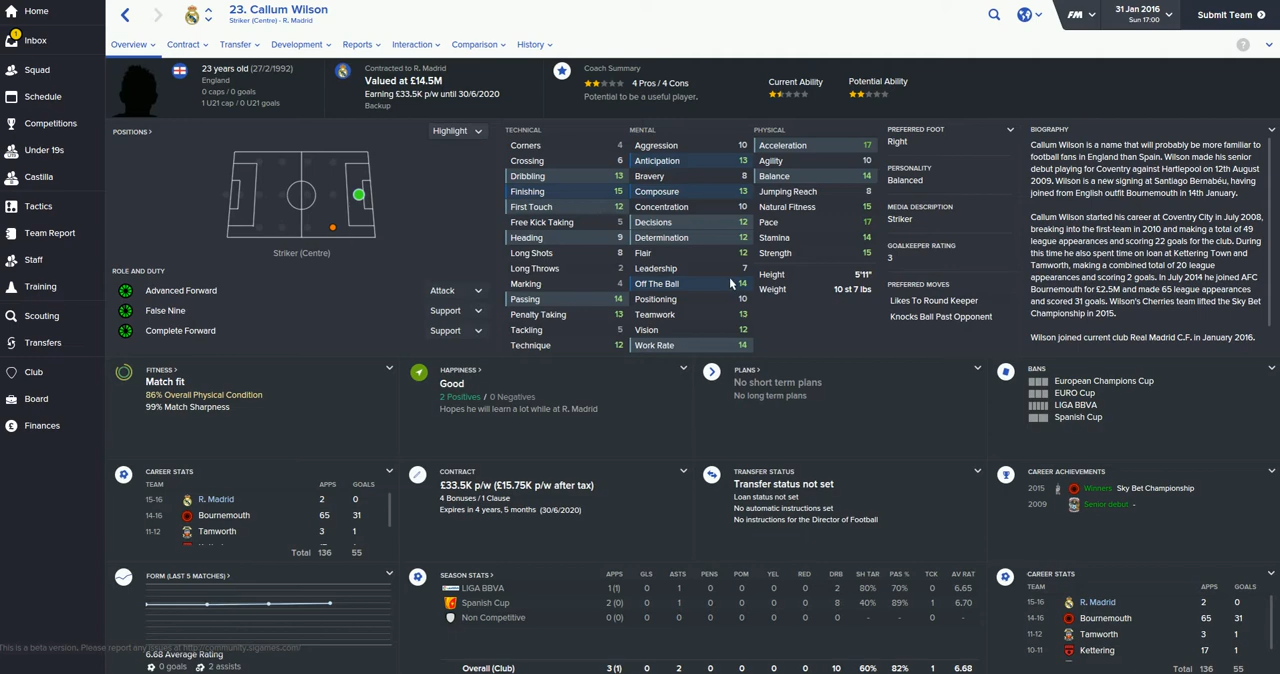 Home
Inbox
1
Squad
Schedule
Competitions
Under 19s
Castilla
Tactics
Team Report
Staff
Training
Scouting
Transfers
Club
Board
Finances
23. Callum Wilson
Striker (Centre) - R. Madrid
FM
31 Jan 2016
Sun 17:00
Submit Team
Overview
Contract
Transfer
Development
Reports
Interaction
Comparison
History
?
23 years old (27/2/1992)
England
0 caps / 0 goals
1 U21 cap / 0 U21 goals
Contracted to R. Madrid
Valued at £14.5M
Earning £33.5K p/w until 30/6/2020
Backup
Coach Summary
4 Pros / 4 Cons
Potential to be a useful player.
Current Ability
Potential Ability
POSITIONS >
Highlight
Striker (Centre)
ROLE AND DUTY
Advanced Forward Attack
False Nine Support
Complete Forward Support
TECHNICAL
Corners 4
Crossing 6
Dribbling 13
Finishing 15
First Touch 12
Free Kick Taking 5
Heading 9
Long Shots 8
Long Throws 2
Marking 4
Passing 14
Penalty Taking 13
Tackling 5
Technique 12
MENTAL
Aggression 10
Anticipation 13
Bravery 8
Composure 13
Concentration 10
Decisions 12
Determination 12
Flair 12
Leadership 7
Off The Ball 14
Positioning 10
Teamwork 13
Vision 12
Work Rate 14
PHYSICAL
Acceleration 17
Agility 10
Balance 14
Jumping Reach 8
Natural Fitness 15
Pace 17
Stamina 14
Strength 15
Height 5'11"
Weight 10 st 7 lbs
PREFERRED FOOT
Right
PERSONALITY
Balanced
MEDIA DESCRIPTION
Striker
GOALKEEPER RATING
3
PREFERRED MOVES
Likes To Round Keeper
Knocks Ball Past Opponent
BIOGRAPHY
Callum Wilson is a name that will probably be more familiar to
football fans in England than Spain. Wilson made his senior
debut playing for Coventry against Hartlepool on 12th August
2009. Wilson is a new signing at Santiago Bernabéu, having
joined from English outfit Bournemouth in 14th January.
Callum Wilson started his career at Coventry City in July 2008,
breaking into the first-team in 2010 and making a total of 49
league appearances and scoring 22 goals for the club. During
this time he also spent time on loan at Kettering Town and
Tamworth, making a combined total of 20 league
appearances and scoring 2 goals. In July 2014 he joined AFC
Bournemouth for £2.5M and made 65 league appearances
and scored 31 goals. Wilson's Cherries team lifted the Sky Bet
Championship in 2015.
Wilson joined current club Real Madrid C.F. in January 2016.
FITNESS >
Match fit
86% Overall Physical Condition
99% Match Sharpness
HAPPINESS >
Good
2 Positives / 0 Negatives
Hopes he will learn a lot while at R. Madrid
PLANS >
No short term plans
No long term plans
BANS
European Champions Cup
EURO Cup
LIGA BBVA
Spanish Cup
CAREER STATS
TEAM APPS GOALS
15-16 R. Madrid 2 0
14-16 Bournemouth 65 31
11-12 Tamworth 3 1
Total 136 55
CONTRACT
£33.5K p/w (£15.75K p/w after tax)
4 Bonuses / 1 Clause
Expires in 4 years, 5 months (30/6/2020)
TRANSFER STATUS
Transfer status not set
Loan status not set
No automatic instructions set
No instructions for the Director of Football
CAREER ACHIEVEMENTS
2015 Winners Sky Bet Championship
2009 Senior debut -
FORM (LAST 5 MATCHES) >
This is a beta version. Please report any issues at http://community.sigames.com/
6.68 Average Rating
0 goals 2 assists
SEASON STATS > APPS GLS ASTS PENS POM YEL RED DRB SH TAR PAS % TCK AV RAT
LIGA BBVA 1(1) 0 1 0 0 0 0 2 80% 70% 0 6.65
Spanish Cup 2 (0) 0 1 0 0 0 0 8 40% 89% 1 6.70
Non Competitive 0 (0) 0 0 0 0 0 0 - - - - -
Overall (Club) 3 (1) 0 2 0 0 0 0 10 60% 82% 1 6.68
CAREER STATS
TEAM APPS GOALS
15-16 R. Madrid 2 0
14-16 Bournemouth 65 31
11-12 Tamworth 3 1
10-11 Kettering 17 1
Total 136 55